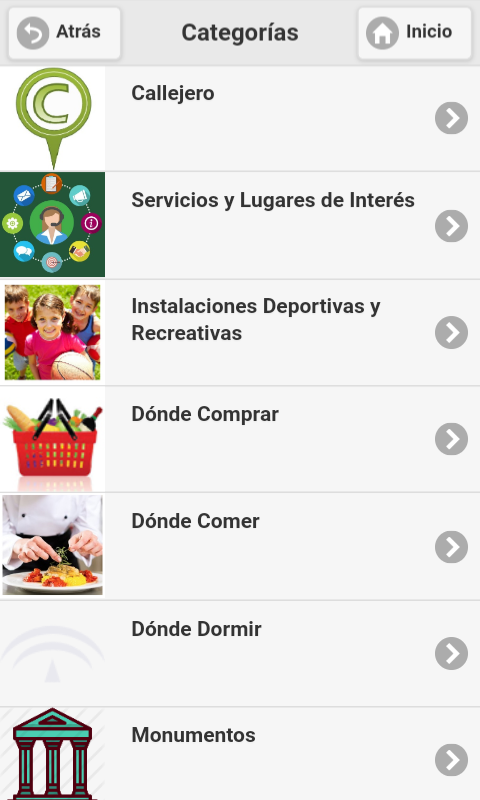 Atrás
Categorías
Inicio
Callejero
Servicios y Lugares de Interés
Instalaciones Deportivas y
Recreativas
Dónde Comprar
Dónde Comer
Dónde Dormir
Monumentos